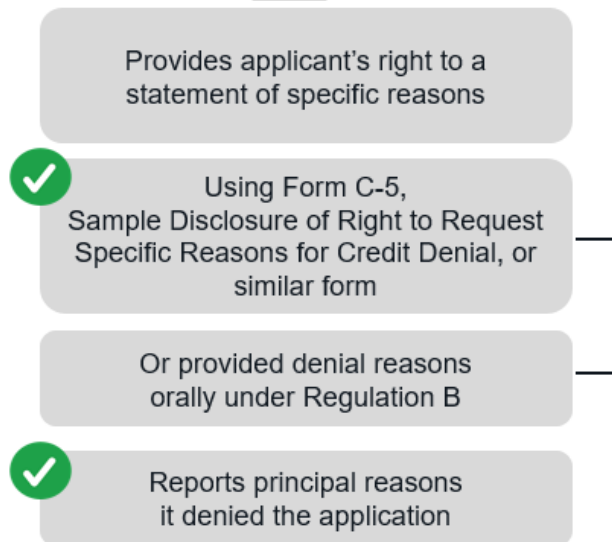 Provides applicant’s right to a
statement of specific reasons
Using Form C-5,
Sample Disclosure of Right to Request
Specific Reasons for Credit Denial, or
similar form
Or provided denial reasons
orally under Regulation B
Reports principal reasons
it denied the application